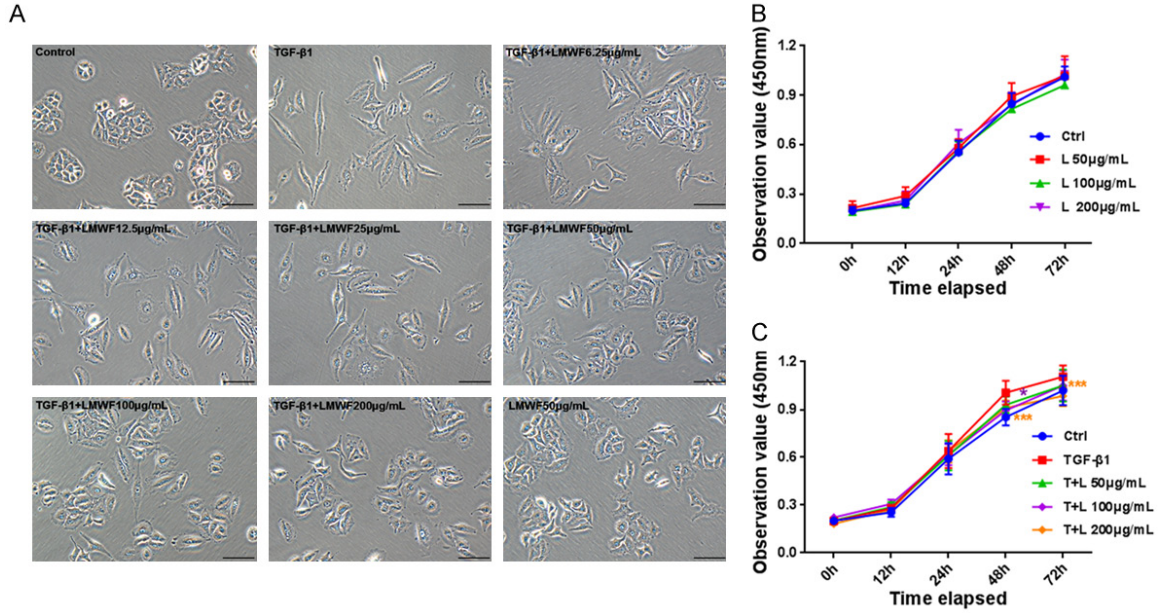 A
Control
TGF-β1
TGF-β1+LMWF6.25μg/mL
TGF-β1+LMWF12.5μg/mL
TGF-β1+LMWF25μg/mL
TGF-β1+LMWF50μg/mL
TGF-β1+LMWF100μg/mL
TGF-β1+LMWF200μg/mL
LMWF50μg/mL
B
Observation value (450nm)
1.2
0.9
0.6
0.3
0.0
0h
12h
24h
48h
72h
Time elapsed
Ctrl
L 50μg/mL
L 100μg/mL
L 200μg/mL
C
Observation value (450nm
1.2
0.9
0.6
0.3
0.0
*
***
***
0h
12h
24h
48h
72h
Time elapsed
Ctrl
TGF-β1
T+L 50μg/mL
T+L 100μg/mL
T+L 200μg/mL